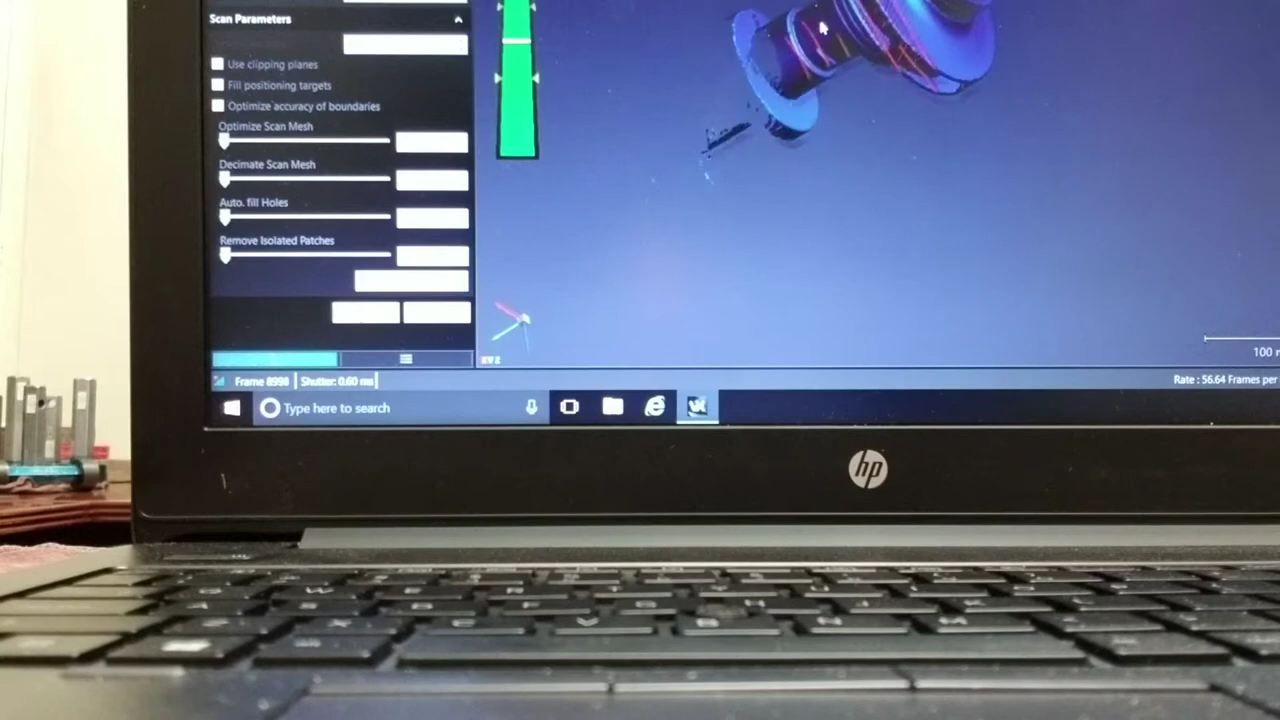 Scan Parameters
Use clipping planes
Fill positioning targets
Optimize accuracy of boundaries
Optimize Scan Mesh
Decimate Scan Mesh
Auto. fill Holes
Remove Isolated Patches
100
Frame 8998 Shutter: 0.60 ms
Rate : 56.64 Frames per
Type here to search
hp